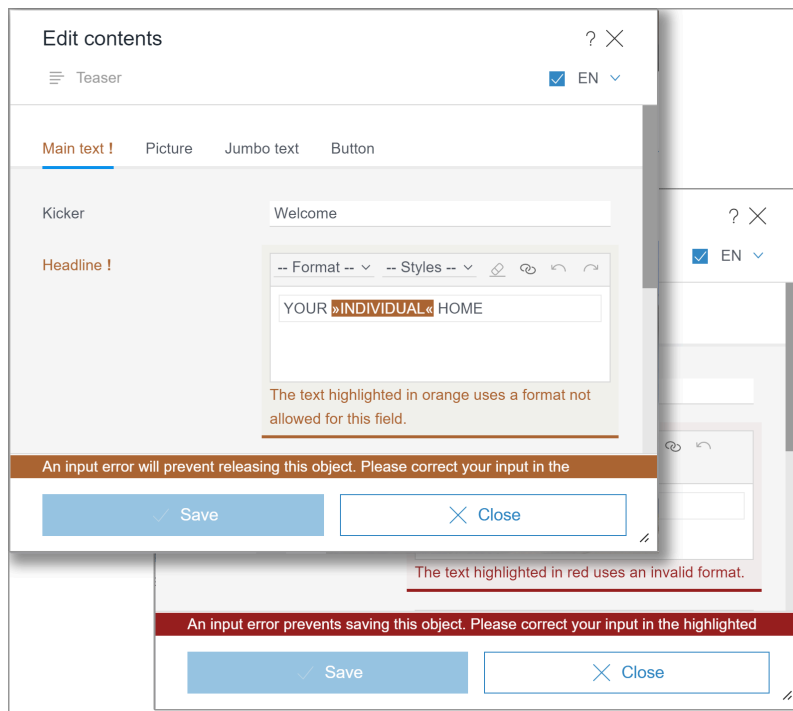 Edit contents
?
Teaser
EN
Main text ! Picture Jumbo text Button
Kicker Welcome
Headline !
-- Format -- -- Styles --
YOUR »INDIVIDUAL« HOME
The text highlighted in orange uses a format not
allowed for this field.
An input error will prevent releasing this object. Please correct your input in the
Save Close
?
EN
The text highlighted in red uses an invalid format.
An input error prevents saving this object. Please correct your input in the highlighted
Save Close